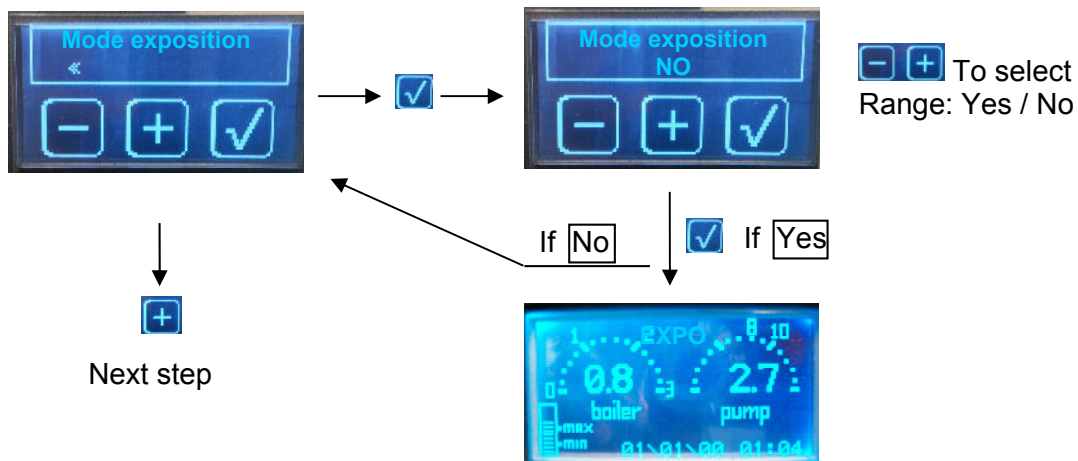 Mode exposition
«
- + √
Mode exposition
NO
- + √
- + To select
Range: Yes / No
√
If No
√ If Yes
+
Next step
EXPO
0 1 2 3
8 10
0.8
boiler
2.7
pump
max
min
01\01\00 01:04